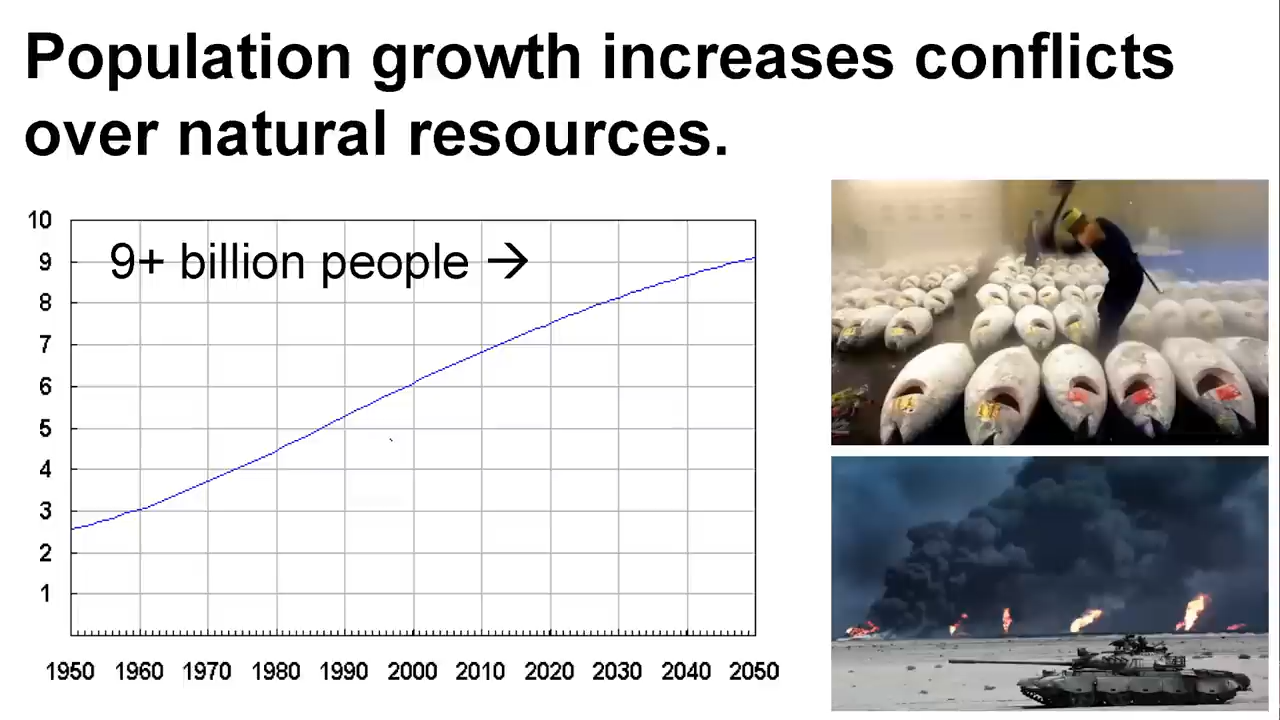 Population growth increases conflicts
over natural resources.
10
9+ billion people →
9
8
7
6
5
4
3
2
1
1950 1960 1970 1980 1990 2000 2010 2020 2030 2040 2050